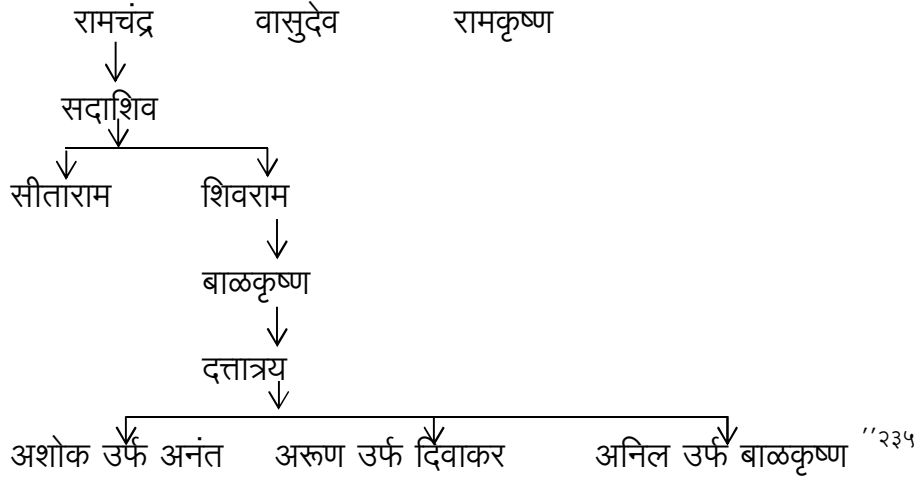 रामचंद्र वासुदेव रामकृष्ण
सदाशिव
सीताराम शिवराम
बाळकृष्ण
दत्तात्रय
अशोक उर्फ अनंत अरूण उर्फ दिवाकर अनिल उर्फ बाळकृष्ण ’’२३५